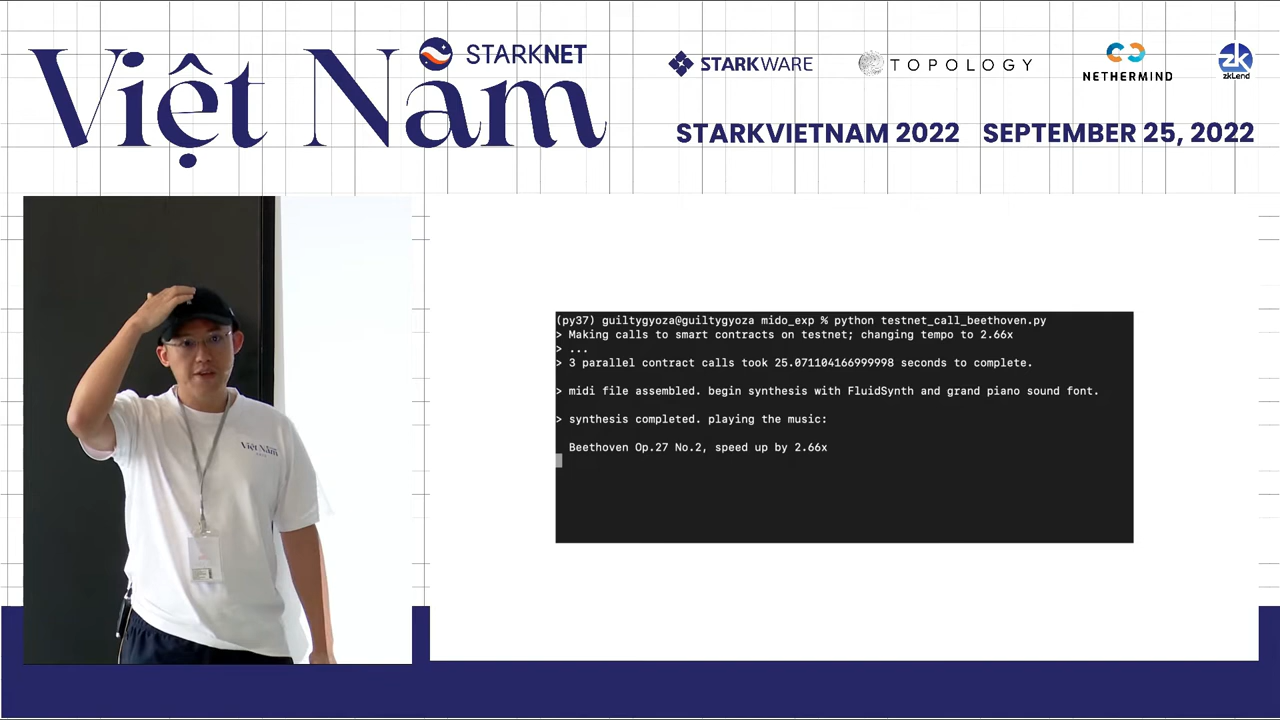 Việt Nam
STARKNET
STARKWARE
TOPOLOGY
NETHERMIND
zk
zkLend
STARKVIETNAM 2022 SEPTEMBER 25, 2022
Việt Nam
(py37) guiltygyoza@guiltygyoza mido_exp % python testnet_call_beethoven.py
> Making calls to smart contracts on testnet; changing tempo to 2.66x
> ...
> 3 parallel contract calls took 25.071104166999998 seconds to complete.
> midi file assembled. begin synthesis with FluidSynth and grand piano sound font.
> synthesis completed. playing the music:
Beethoven Op.27 No.2, speed up by 2.66x